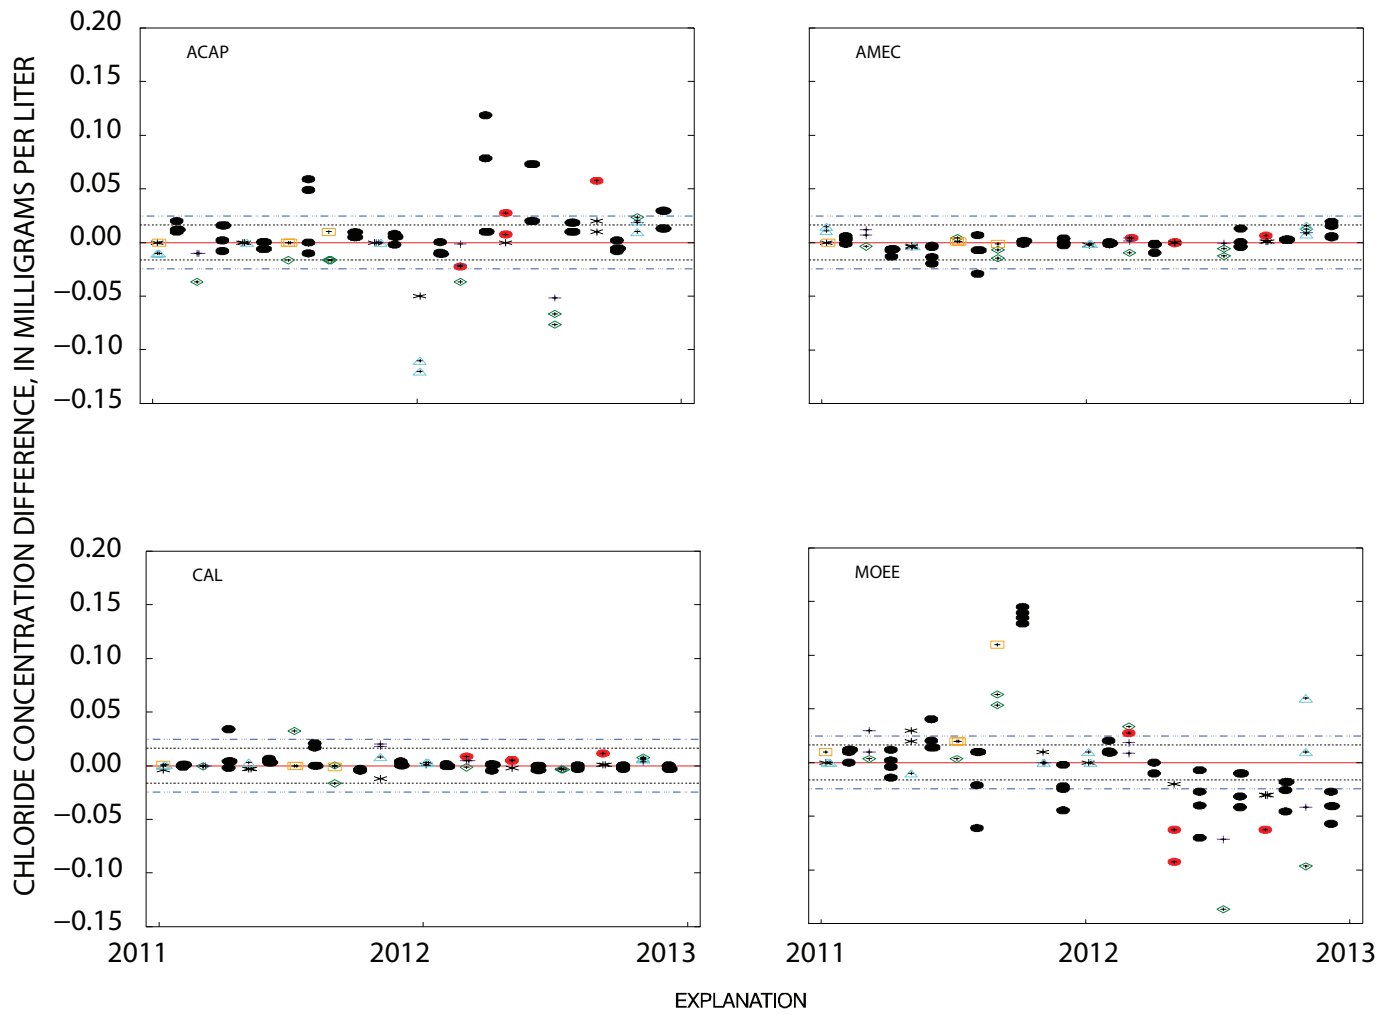 CHLORIDE CONCENTRATION DIFFERENCE, IN MILLIGRAMS PER LITER
0.20
0.15
0.10
0.05
0.00
−0.05
−0.10
−0.15
ACAP
AMEC
0.20
0.15
0.10
0.05
0.00
−0.05
−0.10
−0.15
CAL
MOEE
2011 2012 2013
2011 2012 2013
EXPLANATION